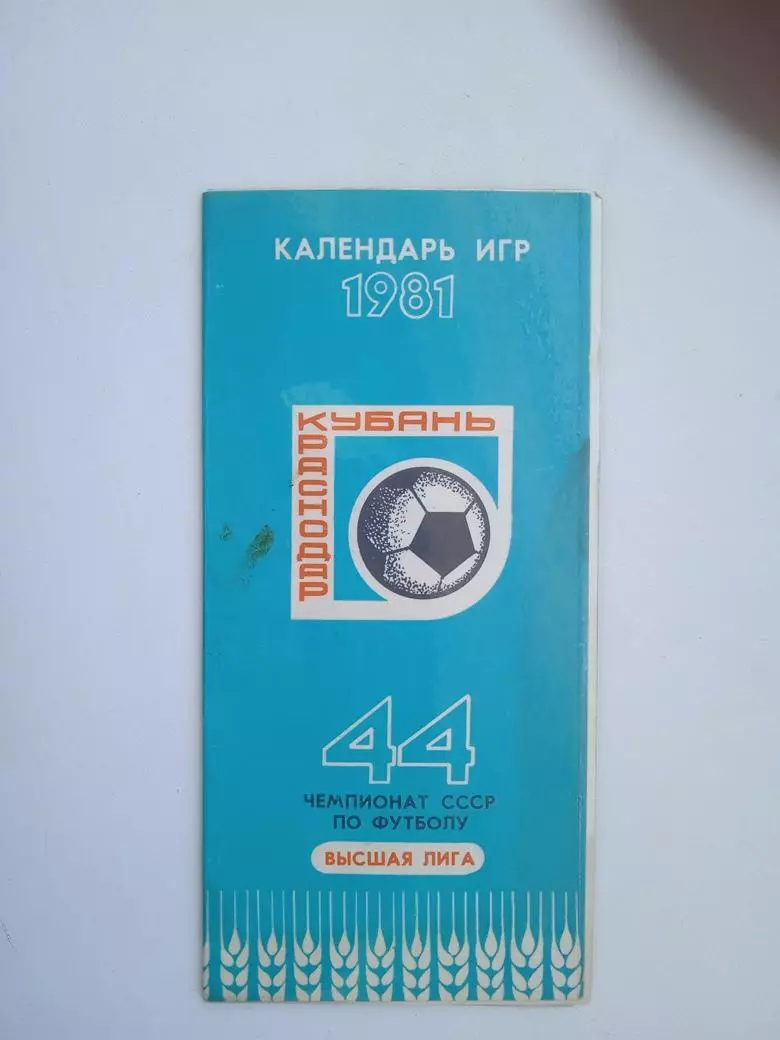 КАЛЕНДАРЬ ИГР
1981
КУБАНЬ
КРАСНОДАР
44
ЧЕМПИОНАТ СССР
ПО ФУТБОЛУ
ВЫСШАЯ ЛИГА